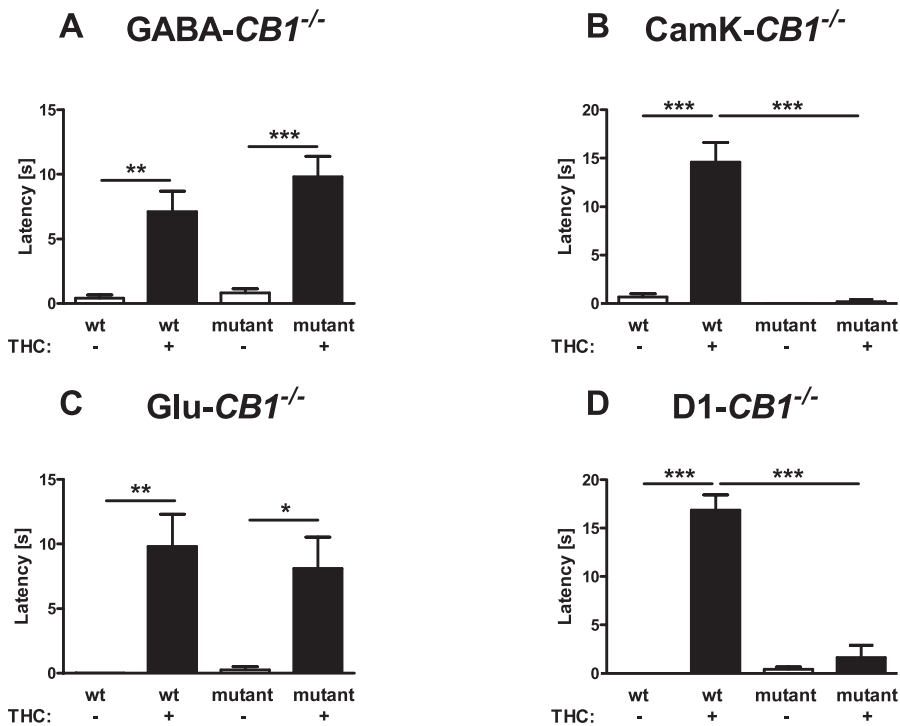 A GABA-CB1-/-
15
***
**
10
Latency [s]
5
0
wt wt mutant mutant
THC: - + - +
B CamK-CB1-/-
20
*** ***
15
Latency [s]
10
5
0
wt wt mutant mutant
THC: - + - +
C Glu-CB1-/-
15
**
*
10
Latency [s]
5
0
wt wt mutant mutant
THC: - + - +
D D1-CB1-/-
20
*** ***
15
Latency [s]
10
5
0
wt wt mutant mutant
THC: - + - +